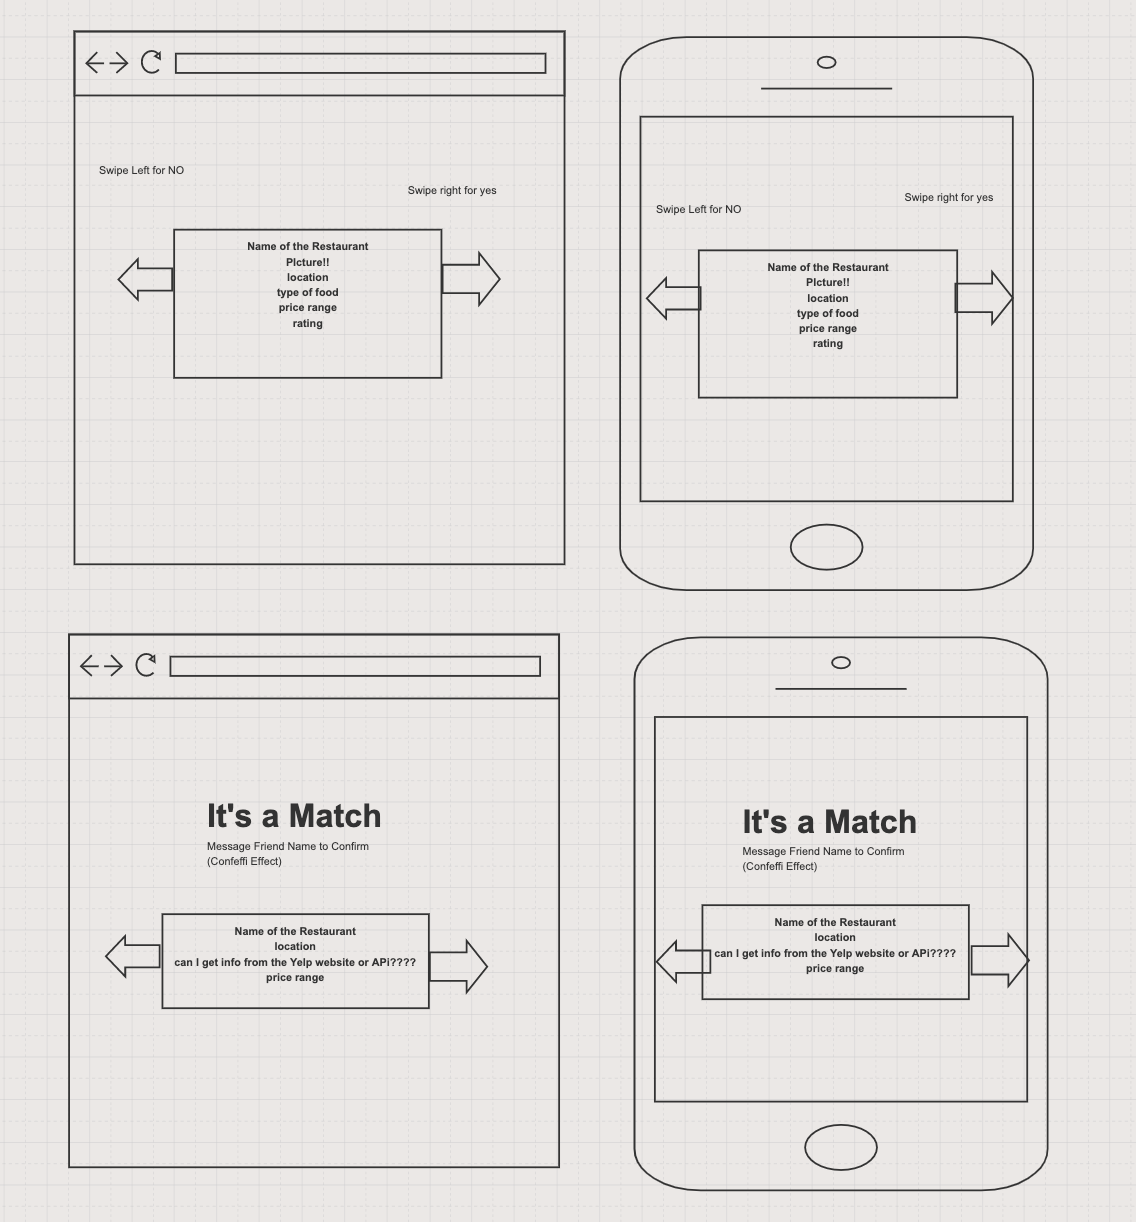 Swipe Left for NO
Swipe right for yes
Name of the Restaurant
PIcture!!
location
type of food
price range
rating
Swipe right for yes
Swipe Left for NO
Name of the Restaurant
PIcture!!
location
type of food
price range
rating
It's a Match
Message Friend Name to Confirm
(Confeffi Effect)
Name of the Restaurant
location
can I get info from the Yelp website or APi????
price range
It's a Match
Message Friend Name to Confirm
(Confeffi Effect)
Name of the Restaurant
location
can I get info from the Yelp website or APi????
price range